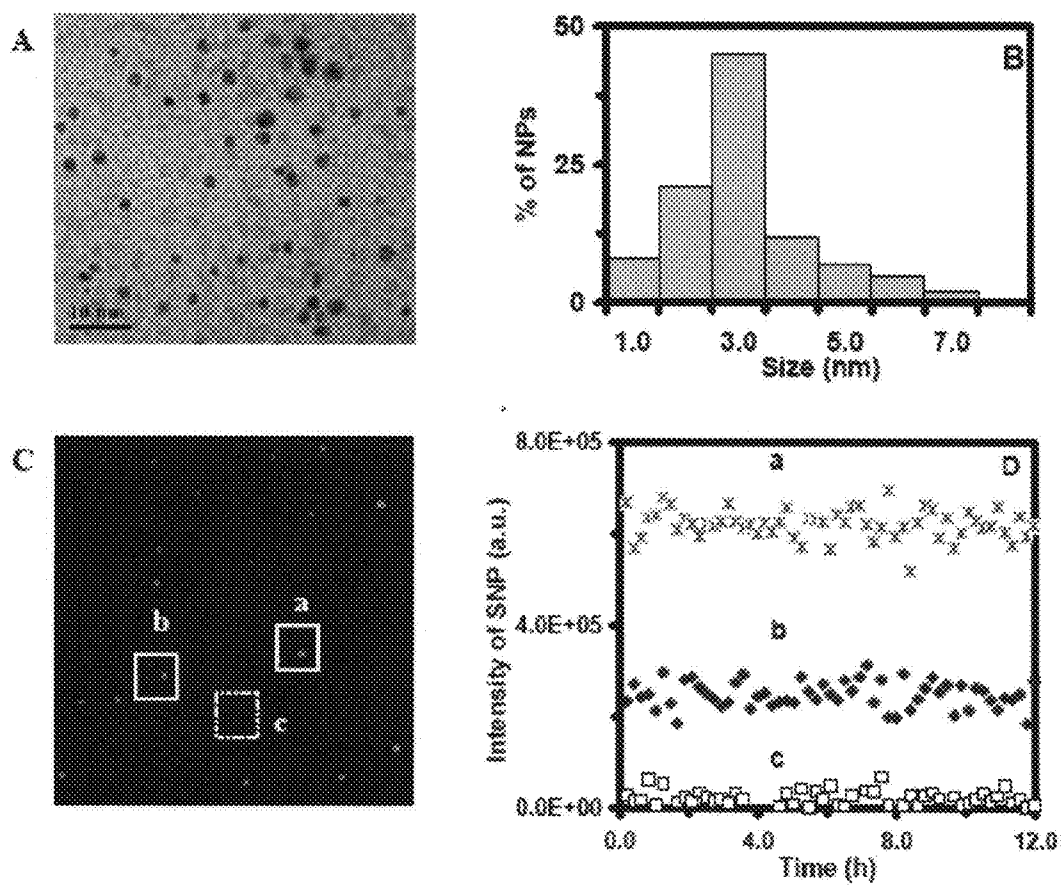 A
B
50
25
0
% of NPs
1.0 3.0 5.0 7.0
Size (nm)
C
b
a
c
D
8.0E+05
4.0E+05
0.0E+00
Intensity of SNP (a.u.)
a
b
c
0.0 4.0 8.0 12.0
Time (h)